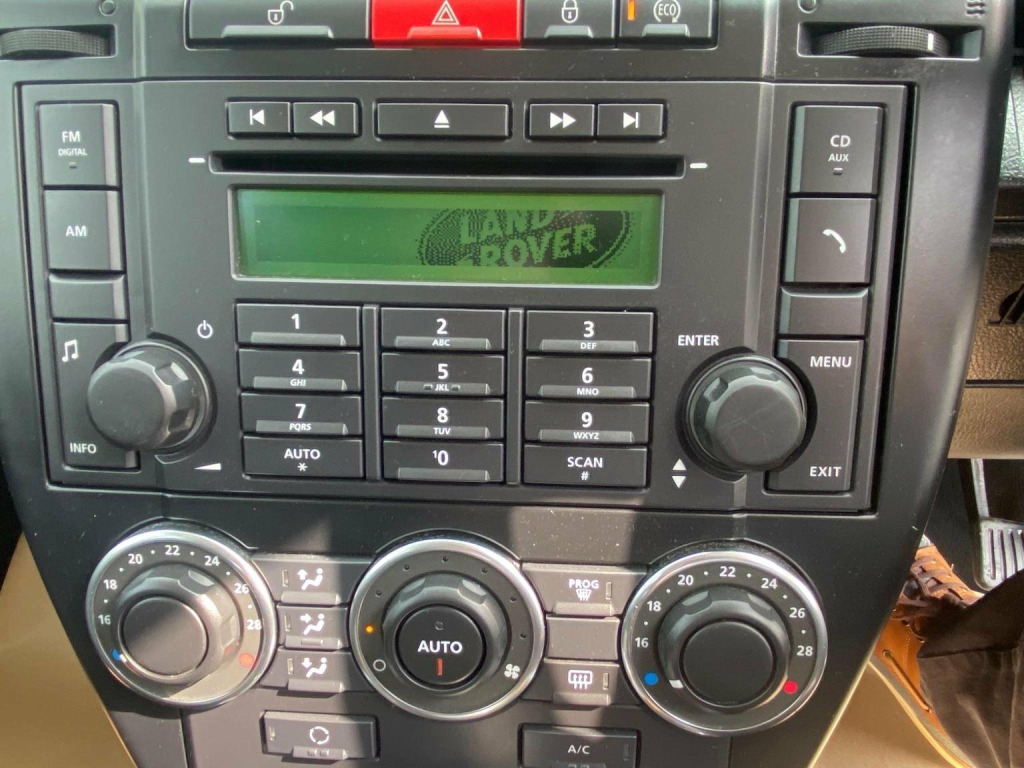 ECO
FM
DIGITAL
CD
AUX
AM
LAND
ROVER
1
2
ABC
3
DEF
ENTER
4
GHI
5
JKL
6
MNO
MENU
7
PQRS
8
TUV
9
WXYZ
INFO
AUTO
*
10
SCAN
#
EXIT
16 18 20 22 24 26 28
AUTO
PROG
16 18 20 22 24 26 28
A/C